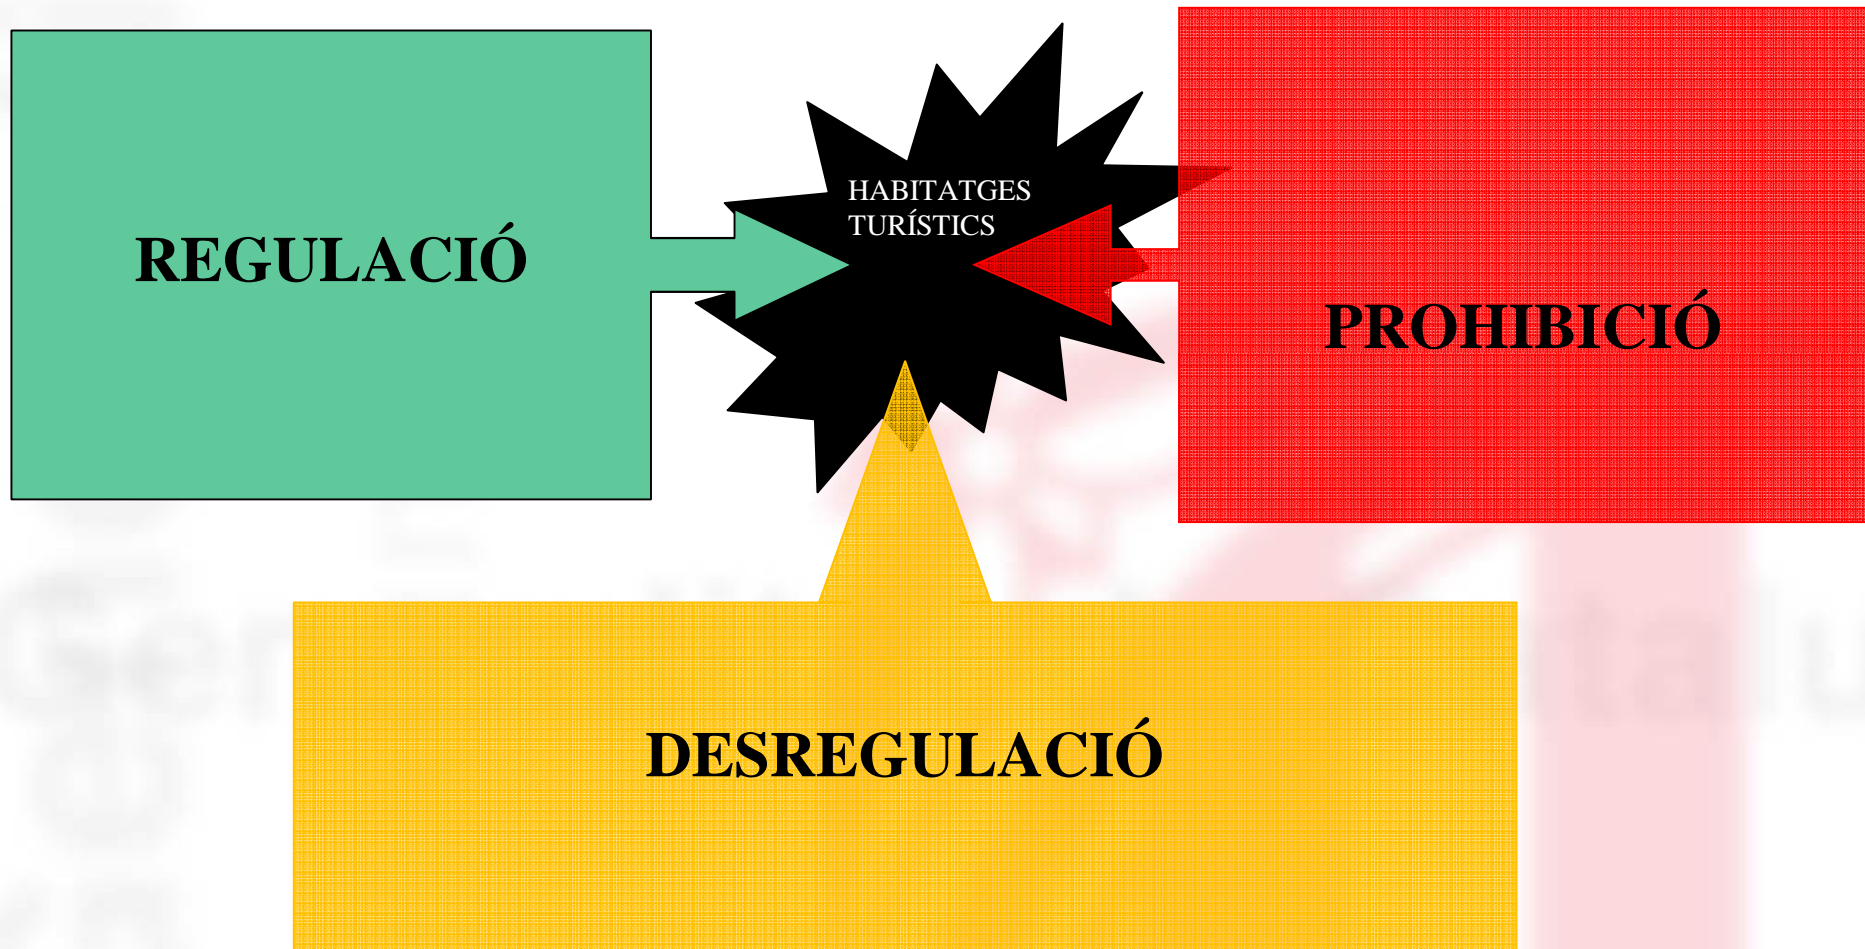 HABITATGES
TURÍSTICS
REGULACIÓ
PROHIBICIÓ
DESREGULACIÓ